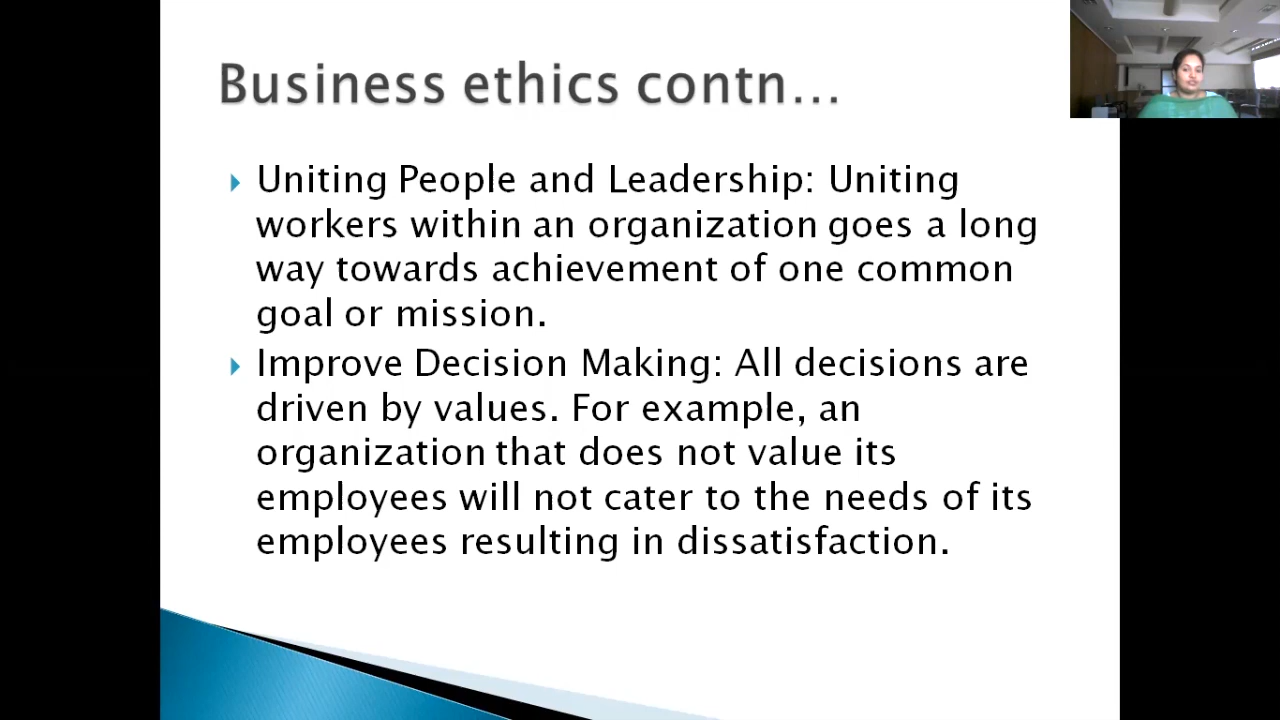 Business ethics contn...
Uniting People and Leadership: Uniting
workers within an organization goes a long
way towards achievement of one common
goal or mission.
Improve Decision Making: All decisions are
driven by values. For example, an
organization that does not value its
employees will not cater to the needs of its
employees resulting in dissatisfaction.